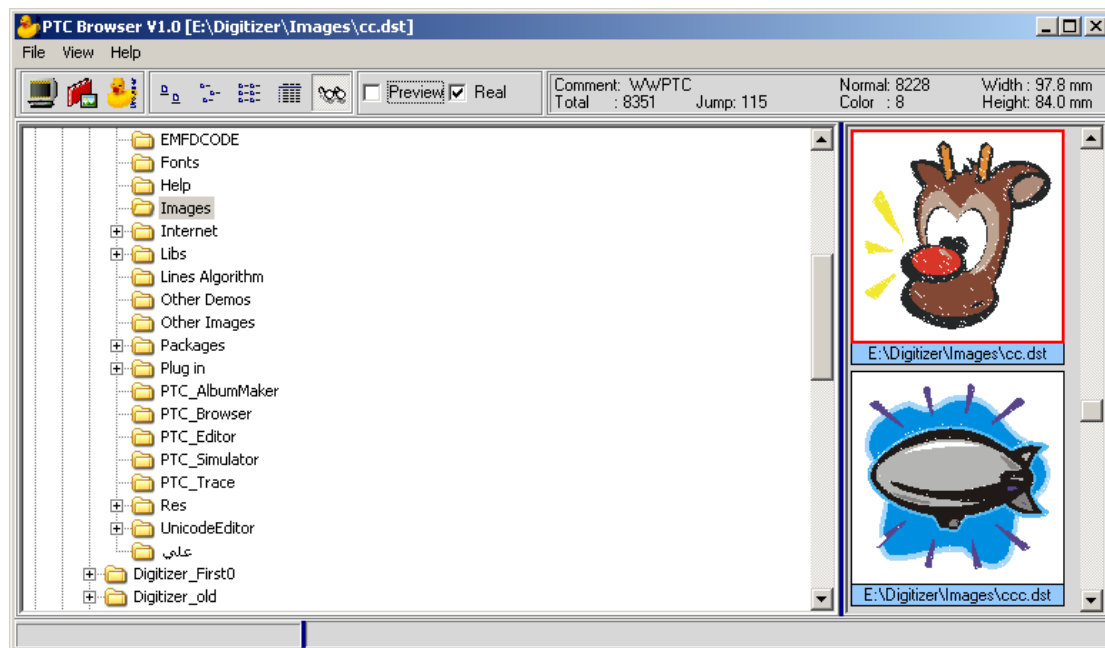 PTC Browser V1.0 [E:\Digitizer\Images\cc.dst]
File View Help
Preview Real
Comment: WWPTC Normal: 8228 Width : 97.8 mm
Total : 8351 Jump: 115 Color : 8 Height: 84.0 mm
EMFDCODE
Fonts
Help
Images
Internet
Libs
Lines Algorithm
Other Demos
Other Images
Packages
Plug in
PTC_AlbumMaker
PTC_Browser
PTC_Editor
PTC_Simulator
PTC_Trace
Res
UnicodeEditor
علي
Digitizer_First0
Digitizer_old
E:\Digitizer\Images\cc.dst
E:\Digitizer\Images\ccc.dst